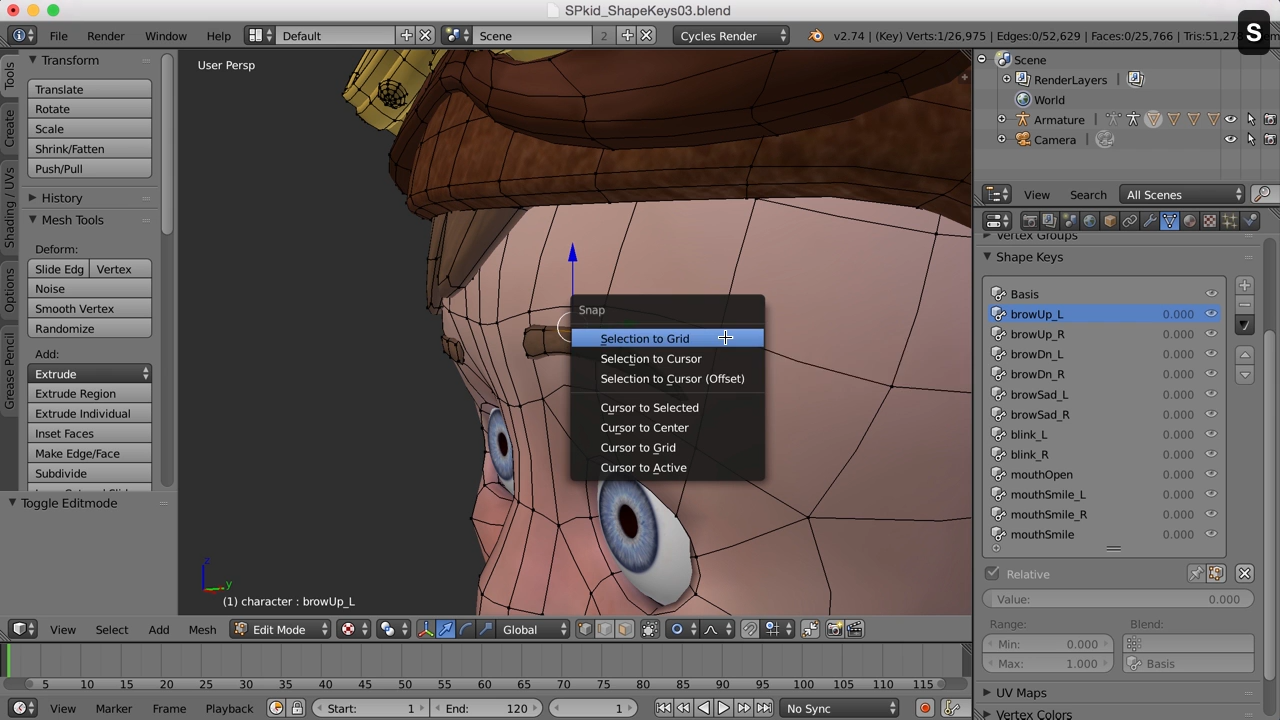 SPkid_ShapeKeys03.blend
File Render Window Help Default Scene 2 Cycles Render v2.74 | (Key) Verts:1/26,975 | Edges:0/52,629 | Faces:0/25,766 | Tris:51,27
S
User Persp
Tools
Create
Shading / UVs
Options
Grease Pencil
Transform
Translate
Rotate
Scale
Shrink/Fatten
Push/Pull
History
Mesh Tools
Deform:
Slide Edg Vertex
Noise
Smooth Vertex
Randomize
Add:
Extrude
Extrude Region
Extrude Individual
Inset Faces
Make Edge/Face
Subdivide
Toggle Editmode
Snap
Selection to Grid
Selection to Cursor
Selection to Cursor (Offset)
Cursor to Selected
Cursor to Center
Cursor to Grid
Cursor to Active
z
y
(1) character : browUp_L
View Select Add Mesh Edit Mode Global
5 10 15 20 25 30 35 40 45 50 55 60 65 70 75 80 85 90 95 100 105 110 115
View Marker Frame Playback Start: 1 End: 120 1 No Sync
Scene
RenderLayers
World
Armature
Camera
View Search All Scenes
Vertex Groups
Shape Keys
Basis
browUp_L 0.000
browUp_R 0.000
browDn_L 0.000
browDn_R 0.000
browSad_L 0.000
browSad_R 0.000
blink_L 0.000
blink_R 0.000
mouthOpen 0.000
mouthSmile_L 0.000
mouthSmile_R 0.000
mouthSmile 0.000
Relative
Value: 0.000
Range: Blend:
Min: 0.000
Max: 1.000 Basis
UV Maps
Vertex Colors